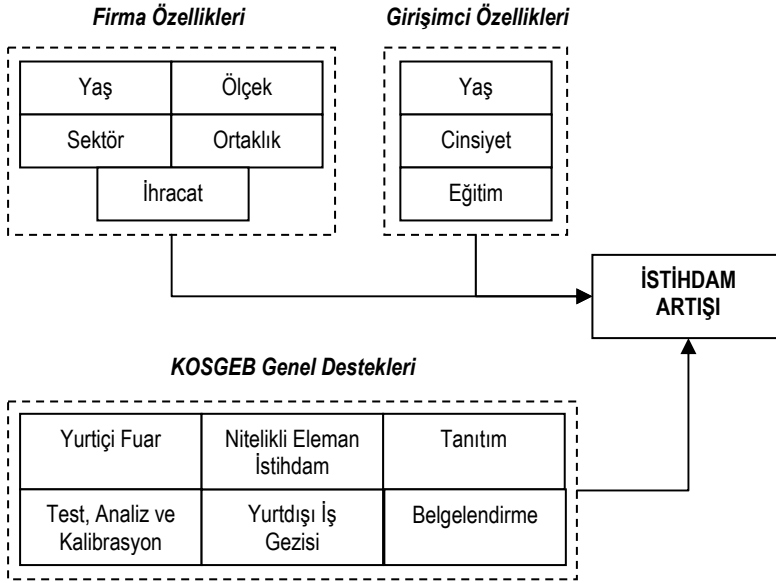 Firma Özellikleri
Girişimci Özellikleri
Yaş
Ölçek
Sektör
Ortaklık
İhracat
Yaş
Cinsiyet
Eğitim
İSTİHDAM
ARTIŞI
KOSGEB Genel Destekleri
Yurtiçi Fuar
Nitelikli Eleman
İstihdam
Tanıtım
Test, Analiz ve
Kalibrasyon
Yurtdışı İş
Gezisi
Belgelendirme